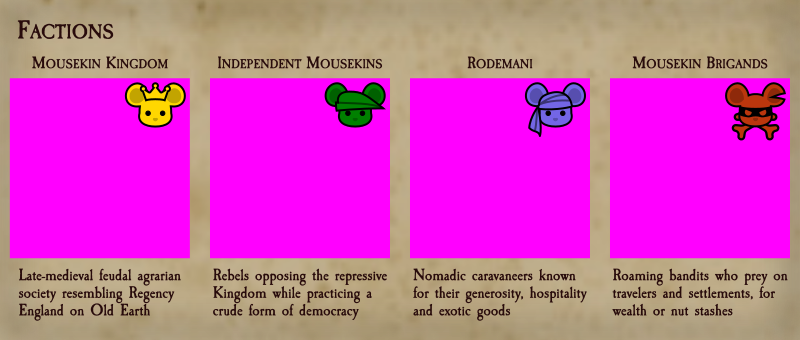 Factions
Mousekin Kingdom
Independent Mousekins
Rodemani
Mousekin Brigands
Late-medieval feudal agrarian
society resembling Regency
England on Old Earth
Rebels opposing the repressive
Kingdom while practicing a
crude form of democracy
Nomadic caravaneers known
for their generosity, hospitality
and exotic goods
Roaming bandits who prey on
travelers and settlements, for
wealth or nut stashes